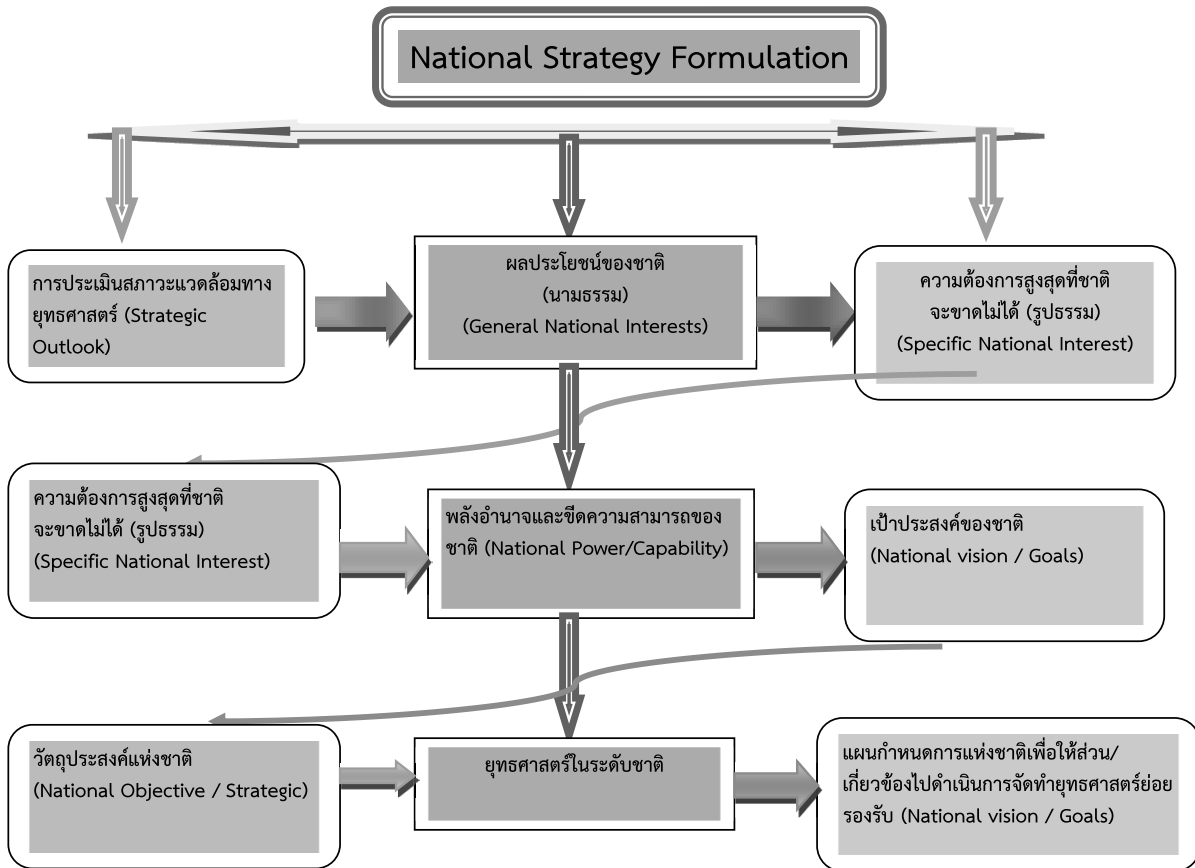 National Strategy Formulation
การประเมินสภาวะแวดล้อมทาง
ยุทธศาสตร์ (Strategic
Outlook)
ผลประโยชน์ของชาติ
(นามธรรม)
(General National Interests)
ความต้องการสูงสุดที่ชาติ
จะขาดไม่ได้ (รูปธรรม)
(Specific National Interest)
ความต้องการสูงสุดที่ชาติ
จะขาดไม่ได้ (รูปธรรม)
(Specific National Interest)
พลังอำนาจและขีดความสามารถของ
ชาติ (National Power/Capability)
เป้าประสงค์ของชาติ
(National vision / Goals)
วัตถุประสงค์แห่งชาติ
(National Objective / Strategic)
ยุทธศาสตร์ในระดับชาติ
แผนกำหนดการแห่งชาติเพื่อให้ส่วน/
เกี่ยวข้องไปดำเนินการจัดทำยุทธศาสตร์ย่อย
รองรับ (National vision / Goals)